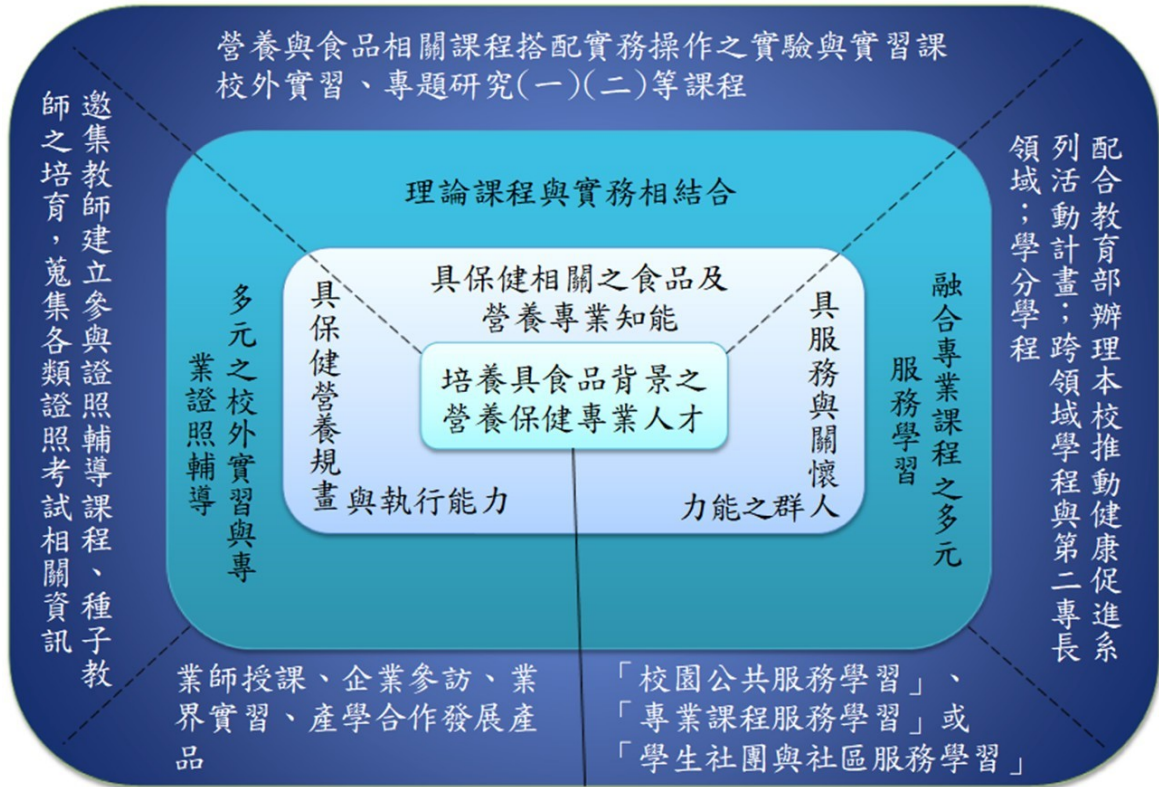 營養與食品相關課程搭配實務操作之實驗與實習課
校外實習、專題研究(一)(二)等課程
邀集教師建立參與證照輔導課程、種子教
師之培育，蒐集各類證照考試相關資訊
配合教育部辦理本校推動健康促進系
列活動計畫；跨領域學程與第二專長
領域；學分學程
理論課程與實務相結合
多元之校外實習與專
業證照輔導
融合專業課程之多元
服務學習
具保健相關之食品及
營養專業知能
具保健營養規畫
與執行能力
具服務與關懷
人群之能力
培養具食品背景之
營養保健專業人才
業師授課、企業參訪、業
界實習、產學合作發展產
品
「校園公共服務學習」、
「專業課程服務學習」或
「學生社團與社區服務學習」